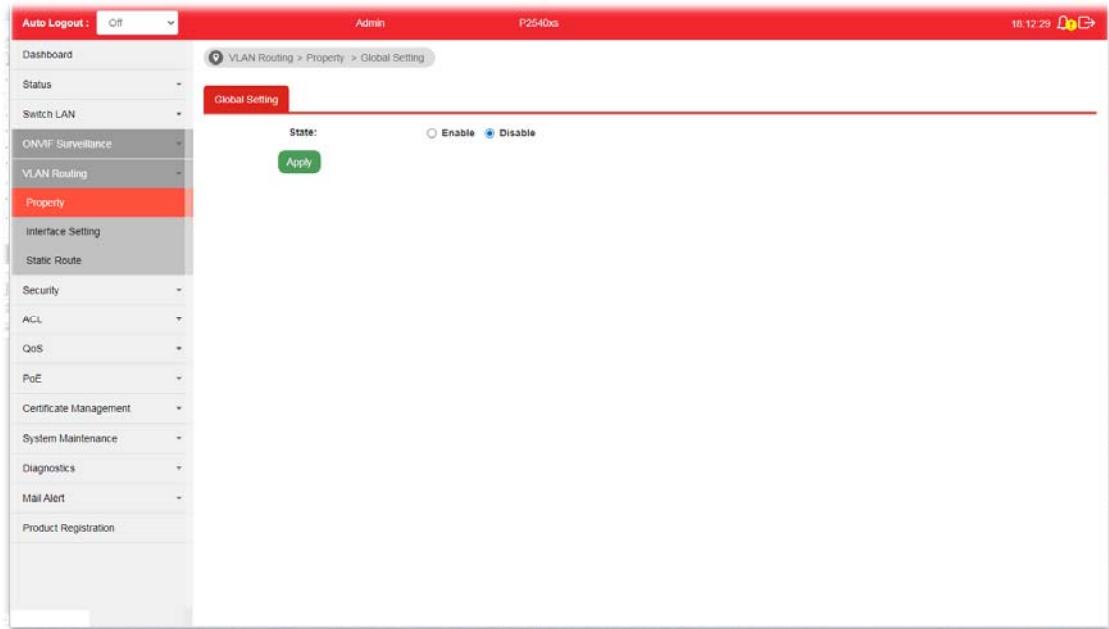 Auto Logout : Off Admin P2540xs 18:12:29
Dashboard
Status
Switch LAN
ONVIF Surveillance
VLAN Routing
Property
Interface Setting
Static Route
Security
ACL
QoS
PoE
Certificate Management
System Maintenance
Diagnostics
Mail Alert
Product Registration
VLAN Routing > Property > Global Setting
Global Setting
State: Enable Disable
Apply